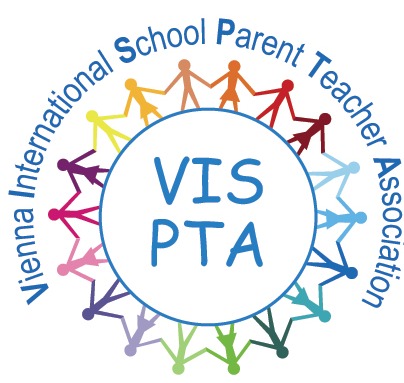 Vienna International School Parent Teacher Association
VIS
PTA